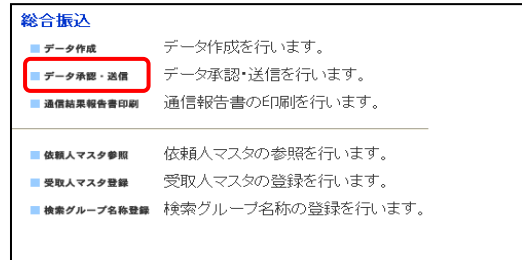 総合振込
データ作成 データ作成を行います。
データ承認・送信 データ承認・送信を行います。
通信結果報告書印刷 通信報告書の印刷を行います。
依頼人マスタ参照 依頼人マスタの参照を行います。
受取人マスタ登録 受取人マスタの登録を行います。
検索グループ名称登録 検索グループ名称の登録を行います。